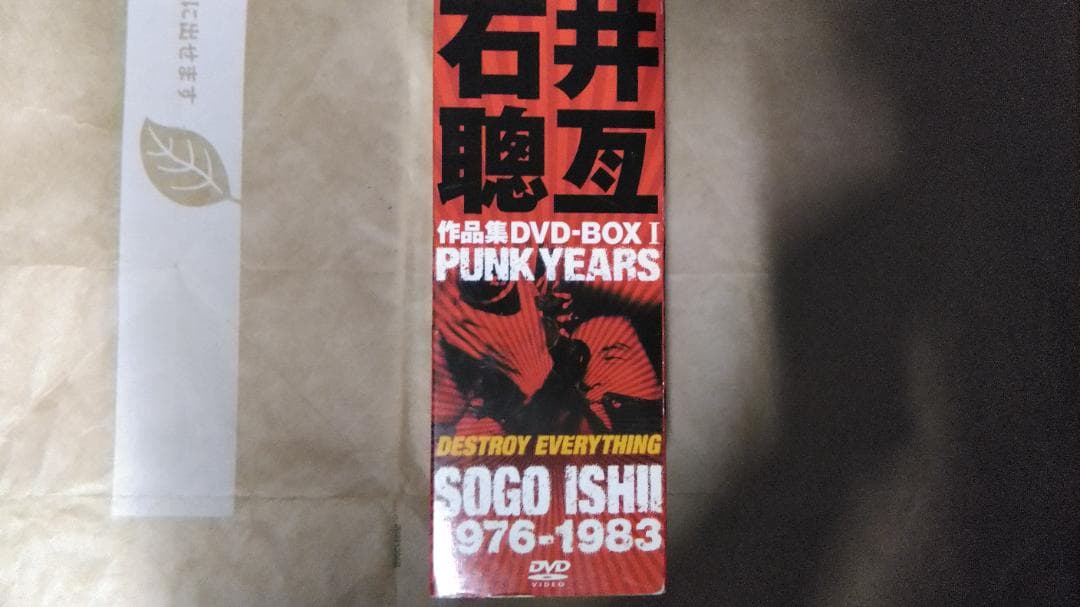 石井
聰亙
作品集DVD-BOX I
PUNK YEARS
DESTROY EVERYTHING
SOGO ISHII
1976-1983
DVD
VIDEO
に出せます